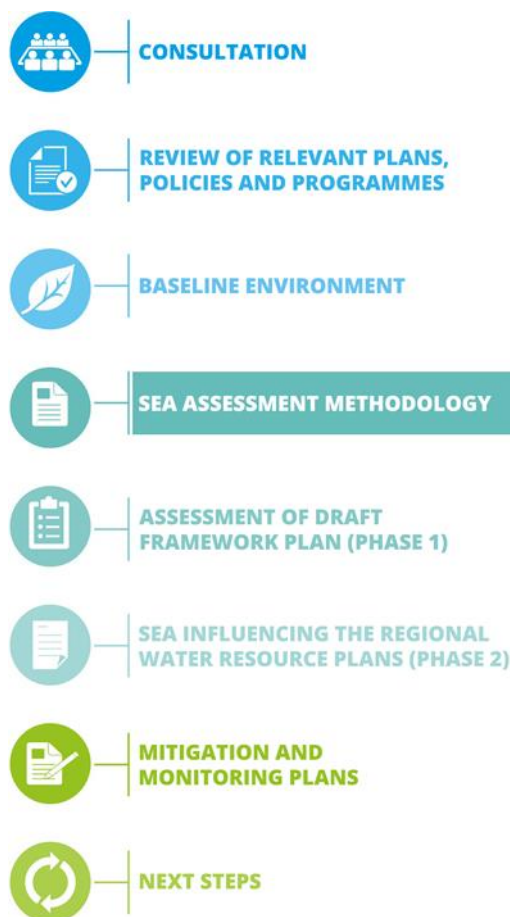 CONSULTATION
REVIEW OF RELEVANT PLANS,
POLICIES AND PROGRAMMES
BASELINE ENVIRONMENT
SEA ASSESSMENT METHODOLOGY
ASSESSMENT OF DRAFT
FRAMEWORK PLAN (PHASE 1)
SEA INFLUENCING THE REGIONAL
WATER RESOURCE PLANS (PHASE 2)
MITIGATION AND
MONITORING PLANS
NEXT STEPS